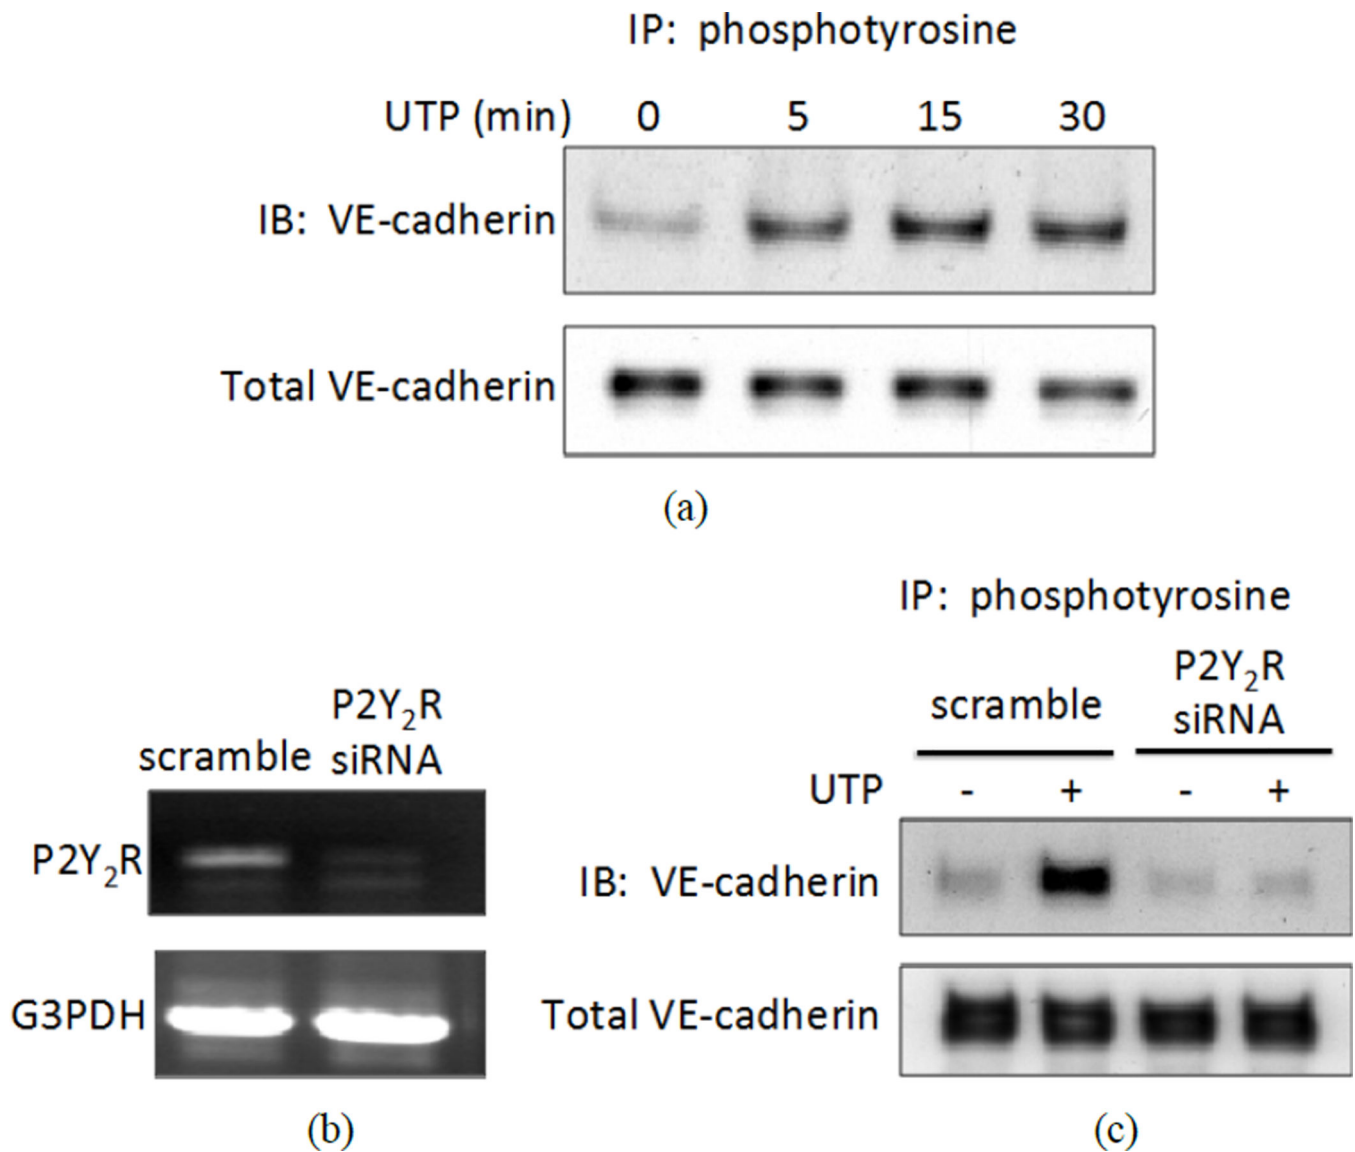 IP: phosphotyrosine
UTP (min) 0 5 15 30
IB: VE-cadherin
Total VE-cadherin
(a)
scramble P2Y₂R siRNA
P2Y₂R
G3PDH
(b)
IP: phosphotyrosine
scramble P2Y₂R siRNA
UTP - + - +
IB: VE-cadherin
Total VE-cadherin
(c)